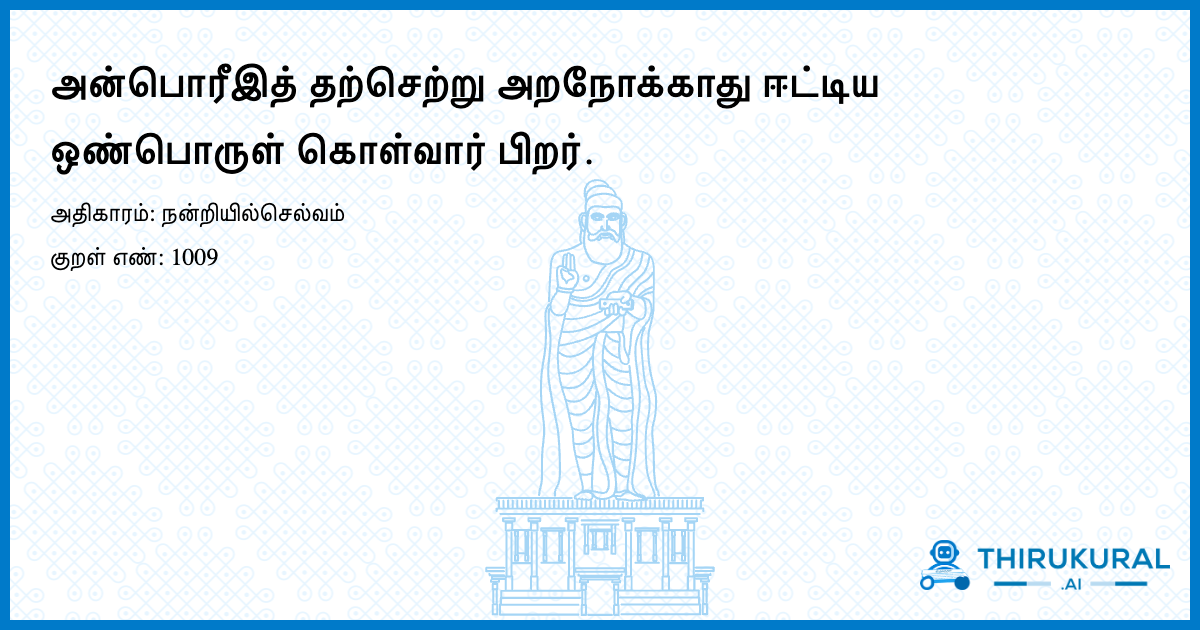 அன்பொரீஇத் தற்செற்று அறநோக்காது ஈட்டிய
ஒண்பொருள் கொள்வார் பிறர்.
அதிகாரம்: நன்றியில்செல்வம்
குறள் எண்: 1009
THIRUKURAL
.AI